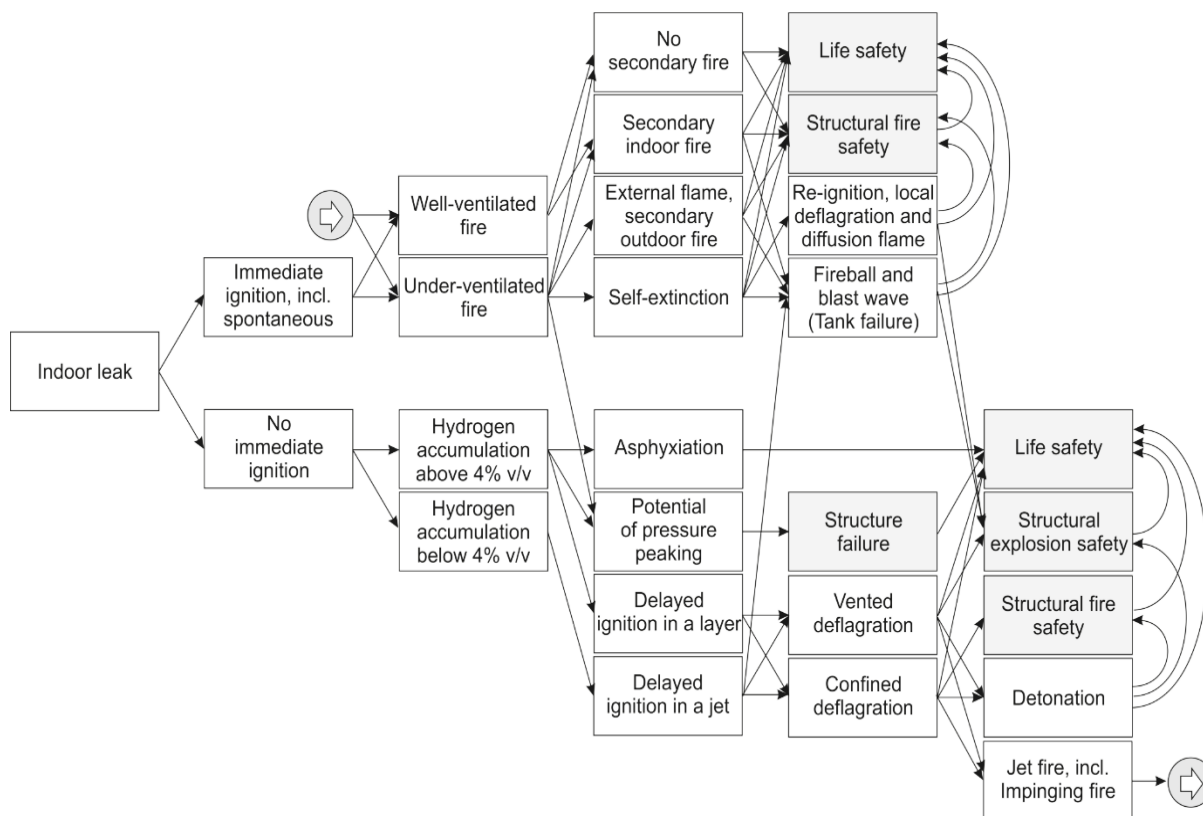 No
secondary fire
Life safety
Secondary
indoor fire
Structural fire
safety
Well-ventilated
fire
External flame,
secondary
outdoor fire
Re-ignition, local
deflagration and
diffusion flame
Immediate
ignition, incl.
spontaneous
Under-ventilated
fire
Self-extinction
Fireball and
blast wave
(Tank failure)
Indoor leak
No
immediate
ignition
Hydrogen
accumulation
above 4% v/v
Asphyxiation
Life safety
Hydrogen
accumulation
below 4% v/v
Potential
of pressure
peaking
Structure
failure
Structural
explosion safety
Delayed
ignition in a layer
Vented
deflagration
Structural fire
safety
Delayed
ignition in a jet
Confined
deflagration
Detonation
Jet fire, incl.
Impinging fire